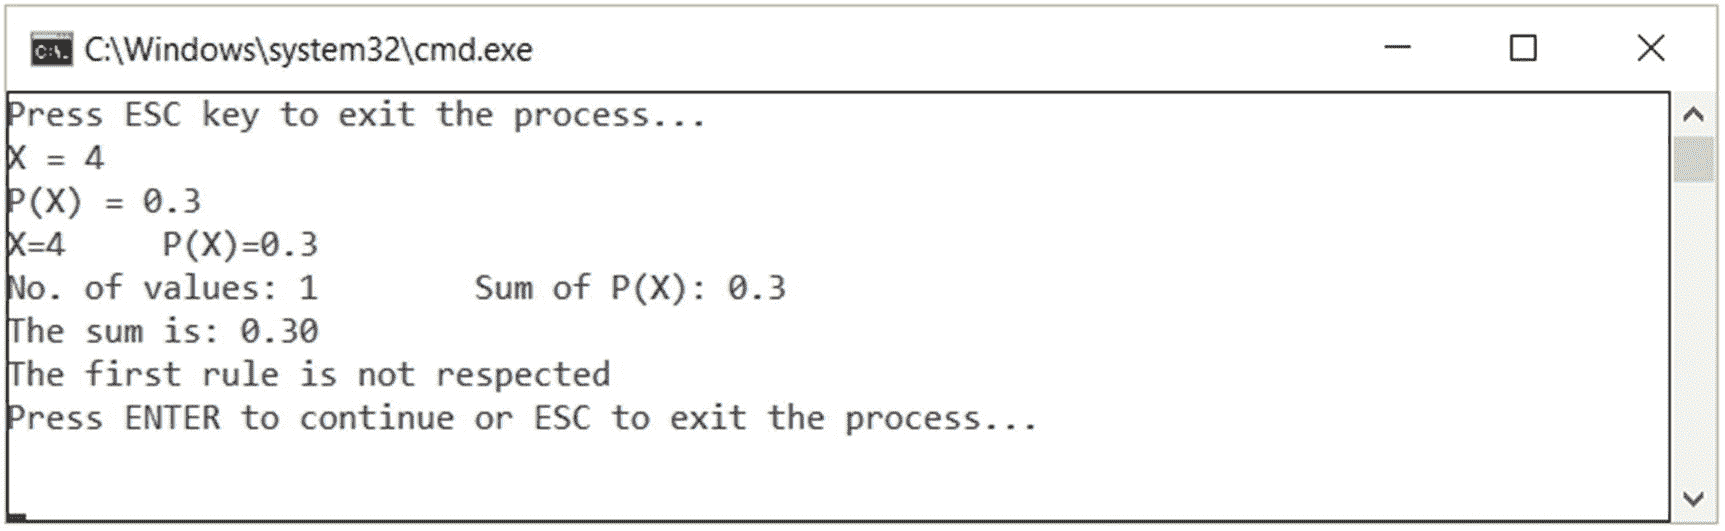 C:\Windows\system32\cmd.exe
Press ESC key to exit the process...
X = 4
P(X) = 0.3
X=4     P(X)=0.3
No. of values: 1        Sum of P(X): 0.3
The sum is: 0.30
The first rule is not respected
Press ENTER to continue or ESC to exit the process...